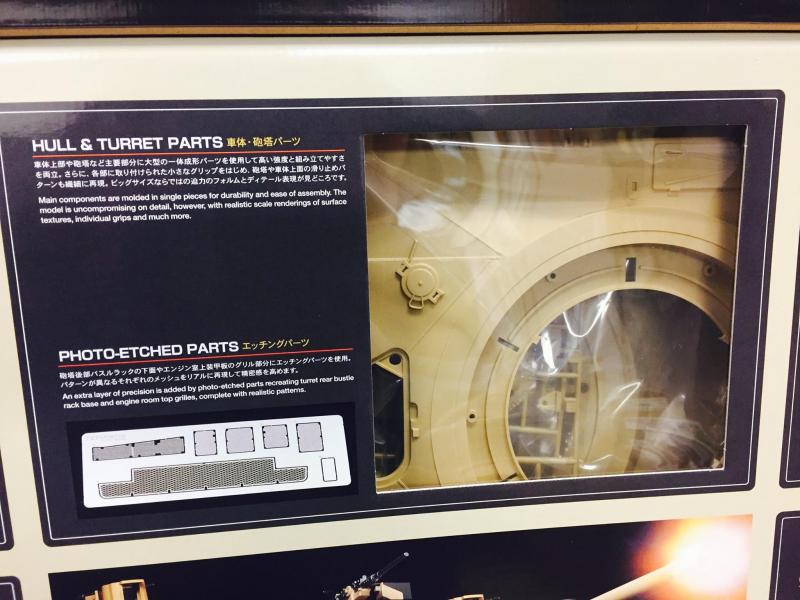 HULL & TURRET PARTS 車体・砲塔パーツ
車体上部や砲塔など主要部分に大型の一体成形パーツを使用して高い強度と組み立てやすさ
を両立。さらに、各部に取り付けられた小さなグリップをはじめ、砲塔や車体上面の滑り止めパ
ターンも繊細に再現。ビッグサイズならではの迫力のフォルムとディテール表現が見どころです。
Main components are molded in single pieces for durability and ease of assembly. The
model is uncompromising on detail, however, with realistic scale renderings of surface
textures, individual grips and much more.
PHOTO-ETCHED PARTS エッチングパーツ
砲塔後部バスルラックの下面やエンジン室上装甲板のグリル部分にエッチングパーツを使用。
パターンが異なるそれぞれのメッシュをリアルに再現して精密感を高めます。
An extra layer of precision is added by photo-etched parts recreating turret rear bustle
rack base and engine room top grilles, complete with realistic patterns.